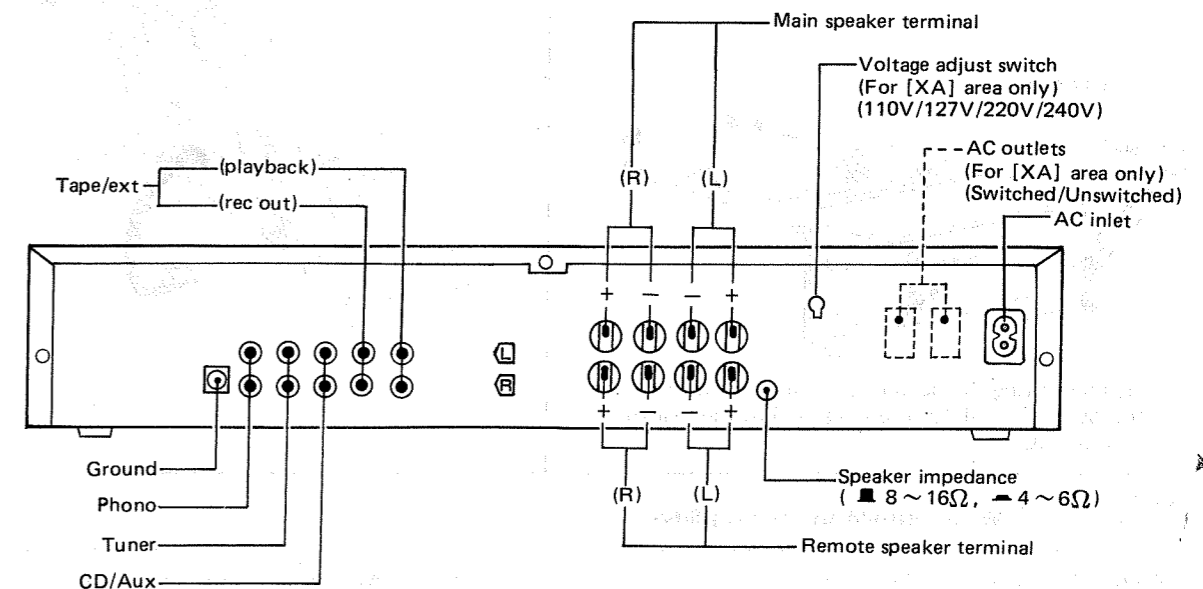 Main speaker terminal
Voltage adjust switch
(For [XA] area only)
(110V/127V/220V/240V)
AC outlets
(For [XA] area only)
(Switched/Unswitched)
AC inlet
Tape/ext
(playback)
(rec out)
(R)
(L)
+ — — +
L
R
+ — — +
Ground
Phono
Tuner
CD/Aux
(R)
(L)
Speaker impedance
( 8 ~ 16Ω, 4 ~ 6Ω)
Remote speaker terminal